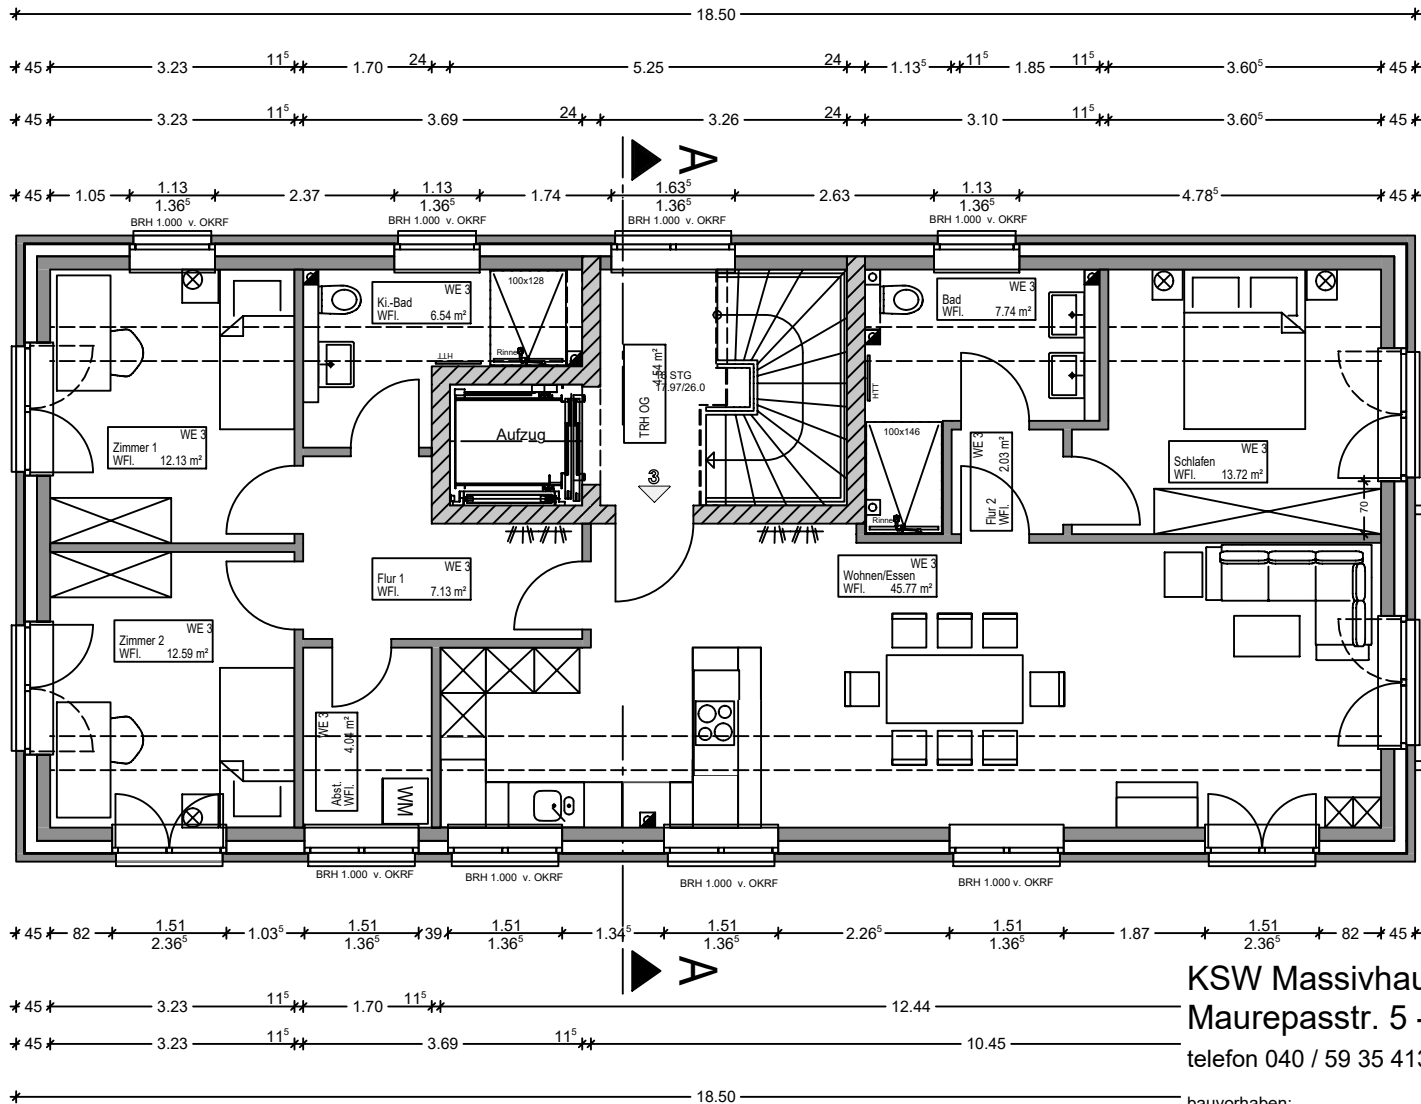 18.50
45 3.23 11⁵ 1.70 24 5.25 24 1.13⁵ 11⁵ 1.85 11⁵ 3.60⁵ 45
45 3.23 11⁵ 3.69 24 3.26 24 3.10 11⁵ 3.60⁵ 45
A
45 1.05 1.13 2.37 1.13 1.74 1.63⁵ 2.63 1.13 4.78⁵ 45
1.36⁵ 1.36⁵ 1.36⁵ 1.36⁵
BRH 1.000 v. OKRF
BRH 1.000 v. OKRF
BRH 1.000 v. OKRF
BRH 1.000 v. OKRF
WE 3
Ki.-Bad
WFl. 6.54 m²
100x128
Rinne
HTT
WE 3
Bad
WFl. 7.74 m²
HTT
100x146
Rinne
TRH OG
4.54 m²
16 STG
17.97/26.0
3
Aufzug
WE 3
Zimmer 1
WFl. 12.13 m²
WE 3
Schlafen
WFl. 13.72 m²
70
WE 3
Flur 2
WFl. 2.03 m²
WE 3
Flur 1
WFl. 7.13 m²
WE 3
Wohnen/Essen
WFl. 45.77 m²
WE 3
Zimmer 2
WFl. 12.59 m²
WE 3
Abst.
WFl. 4.04 m²
WM
BRH 1.000 v. OKRF
BRH 1.000 v. OKRF
BRH 1.000 v. OKRF
BRH 1.000 v. OKRF
45 82 1.51 1.03⁵ 1.51 39 1.51 1.34⁵ 1.51 2.26⁵ 1.51 1.87 1.51 82 45
2.36⁵ 1.36⁵ 1.36⁵ 1.36⁵ 1.36⁵ 2.36⁵
A
45 3.23 11⁵ 1.70 11⁵ 12.44
45 3.23 11⁵ 3.69 11⁵ 10.45
18.50
KSW Massivhau
Maurepasstr. 5 -
telefon 040 / 59 35 413
bauvorhaben: